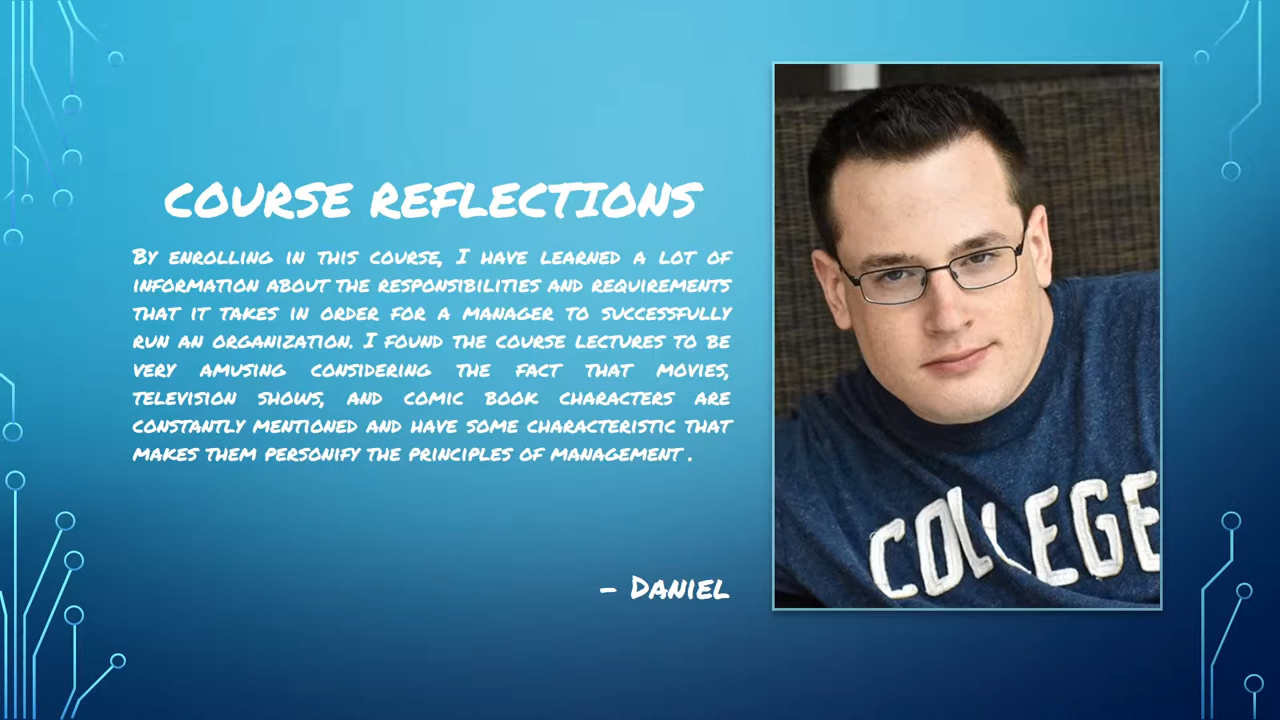 COURSE REFLECTIONS
BY ENROLLING IN THIS COURSE, I HAVE LEARNED A LOT OF
INFORMATION ABOUT THE RESPONSIBILITIES AND REQUIREMENTS
THAT IT TAKES IN ORDER FOR A MANAGER TO SUCCESSFULLY
RUN AN ORGANIZATION. I FOUND THE COURSE LECTURES TO BE
VERY AMUSING CONSIDERING THE FACT THAT MOVIES,
TELEVISION SHOWS, AND COMIC BOOK CHARACTERS ARE
CONSTANTLY MENTIONED AND HAVE SOME CHARACTERISTIC THAT
MAKES THEM PERSONIFY THE PRINCIPLES OF MANAGEMENT .
– DANIEL
COLLEGE